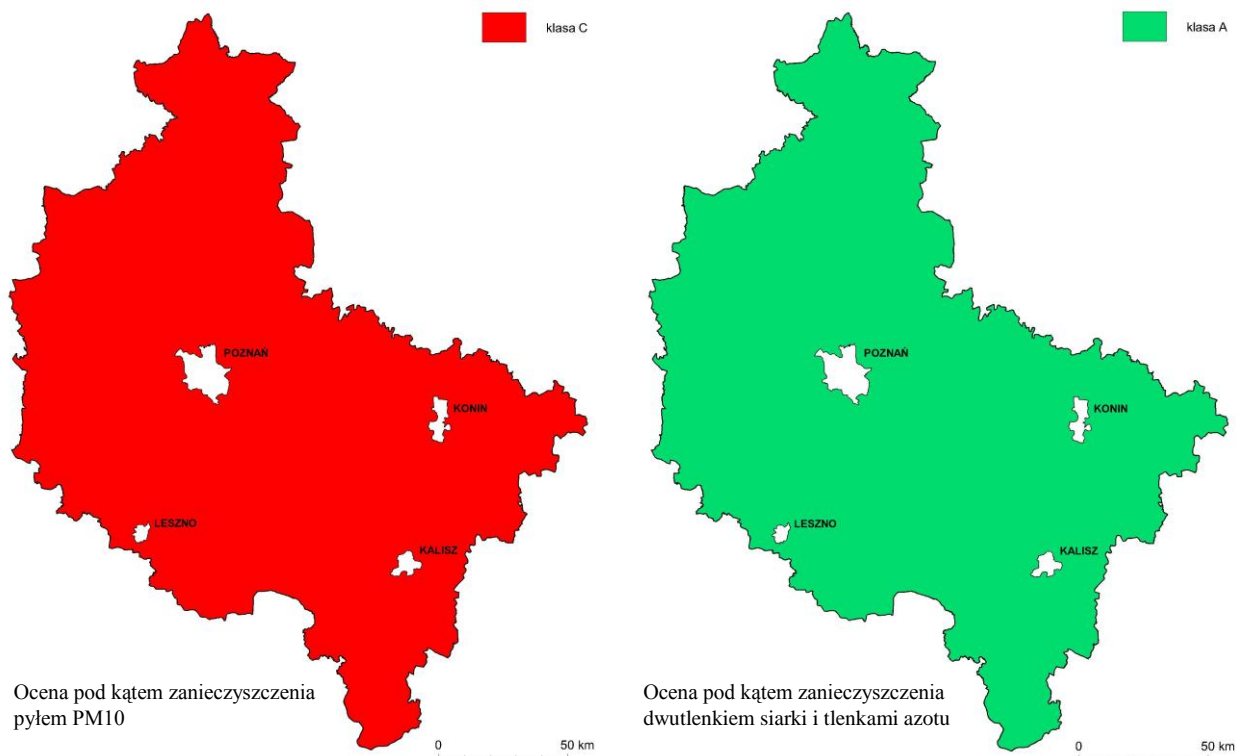 klasa C
POZNAŃ
KONIN
LESZNO
KALISZ
Ocena pod kątem zanieczyszczenia
pyłem PM10
0 50 km
klasa A
POZNAŃ
KONIN
LESZNO
KALISZ
Ocena pod kątem zanieczyszczenia
dwutlenkiem siarki i tlenkami azotu
0 50 km